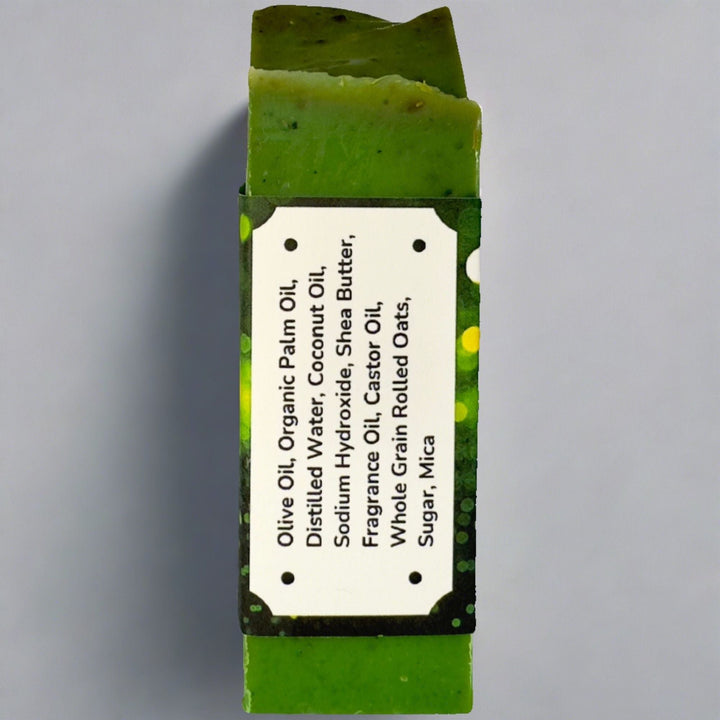 Olive Oil, Organic Palm Oil,
Distilled Water, Coconut Oil,
Sodium Hydroxide, Shea Butter,
Fragrance Oil, Castor Oil,
Whole Grain Rolled Oats,
Sugar, Mica